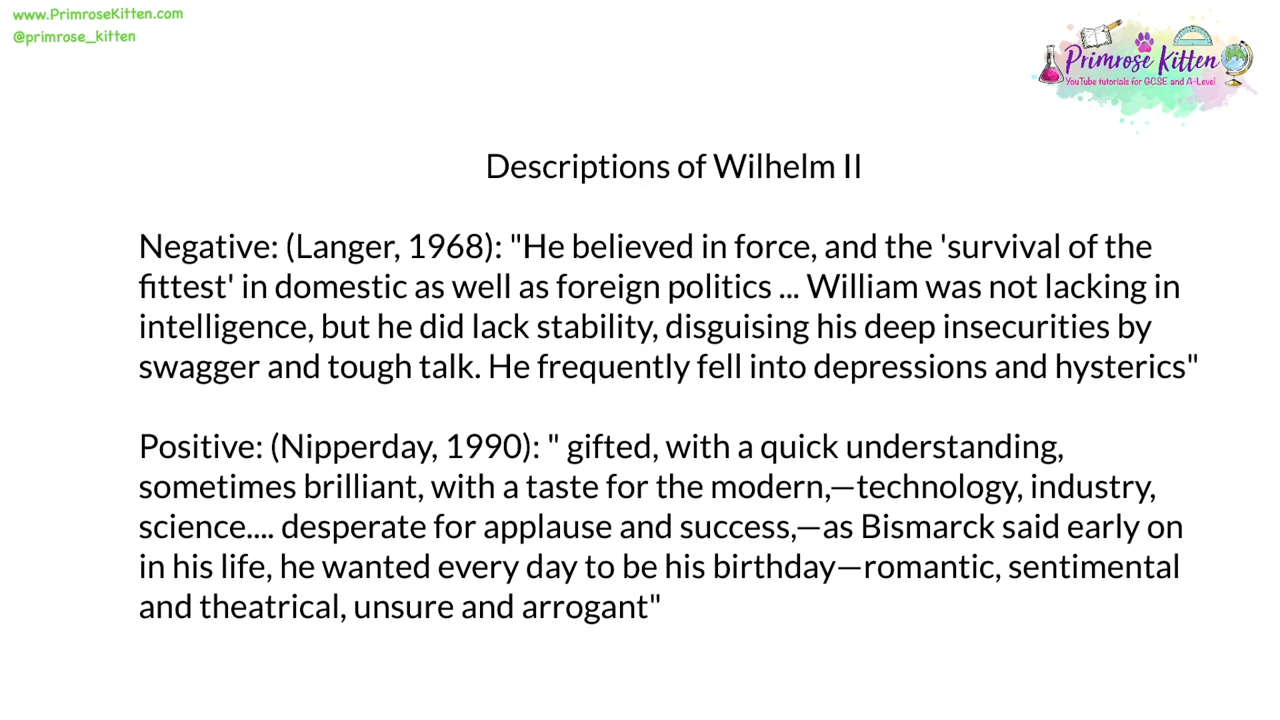 www.PrimroseKitten.com
@primrose_kitten
Primrose Kitten
YouTube tutorials for GCSE and A-Level
Descriptions of Wilhelm II
Negative: (Langer, 1968): "He believed in force, and the 'survival of the
fittest' in domestic as well as foreign politics ... William was not lacking in
intelligence, but he did lack stability, disguising his deep insecurities by
swagger and tough talk. He frequently fell into depressions and hysterics"
Positive: (Nipperday, 1990): " gifted, with a quick understanding,
sometimes brilliant, with a taste for the modern,—technology, industry,
science.... desperate for applause and success,—as Bismarck said early on
in his life, he wanted every day to be his birthday—romantic, sentimental
and theatrical, unsure and arrogant"